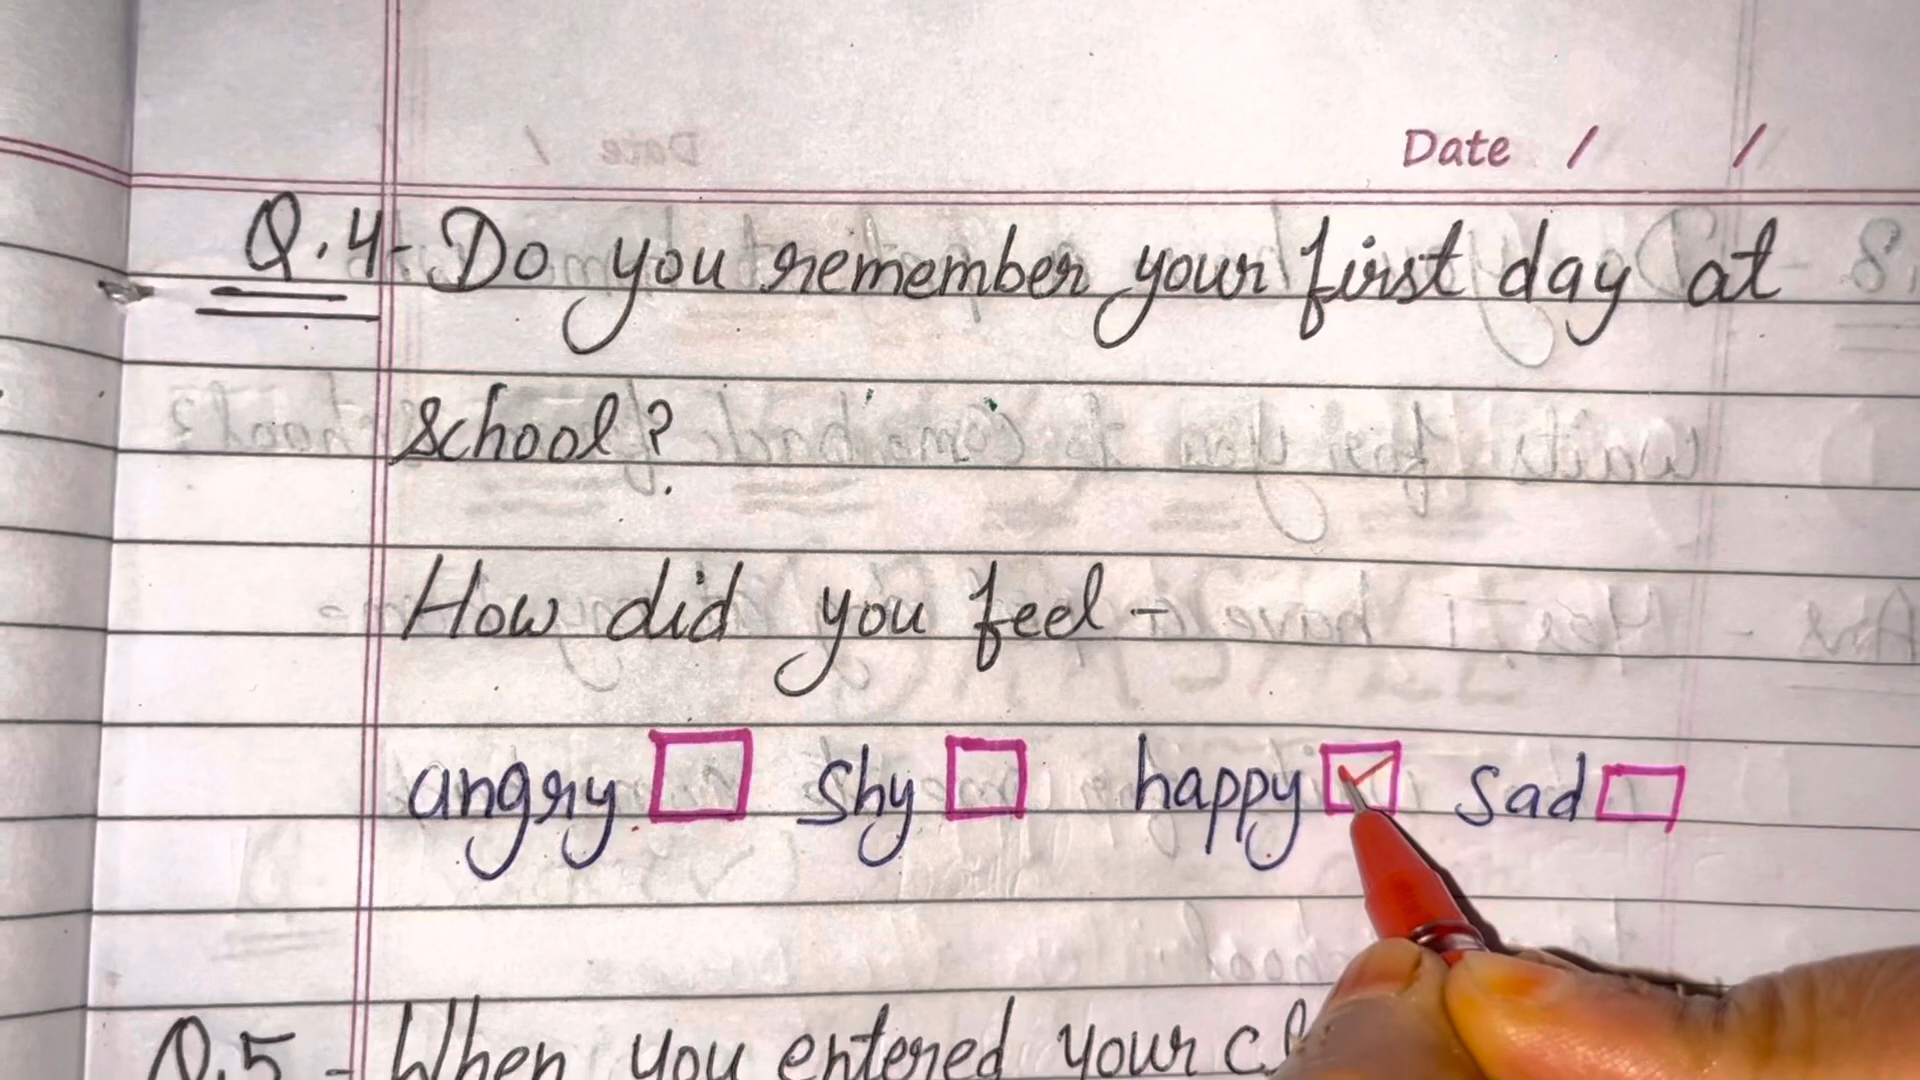 Date / /
Q.4- Do you remember your first day at
school?
How did you feel -
angry shy happy sad
Q.5 - When you entered your